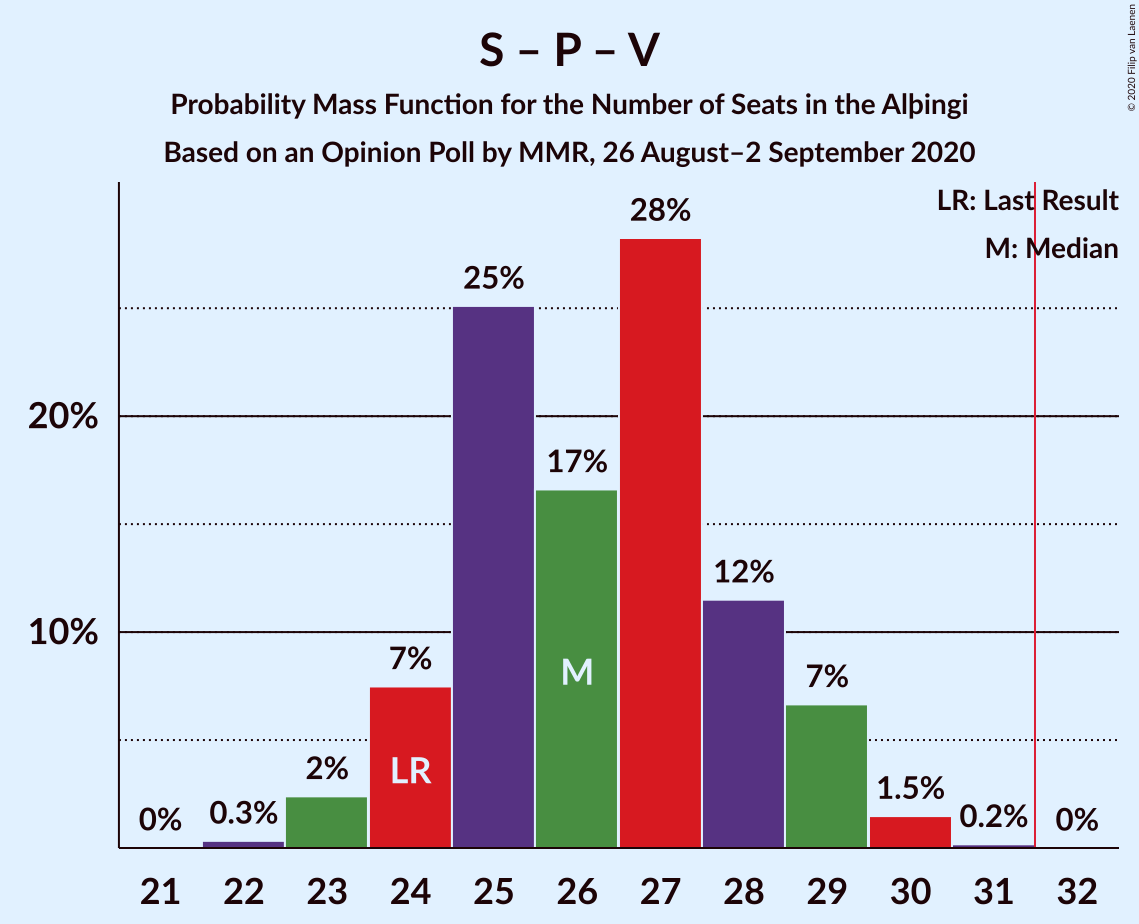 S – P – V
Probability Mass Function for the Number of Seats in the Alþingi
Based on an Opinion Poll by MMR, 26 August–2 September 2020
© 2020 Filip van Laenen
LR: Last Result
M: Median
28%
25%
20%
17%
12%
10%
7%
7%
M
2%
LR
1.5%
0%
0.3%
0.2%
0%
21 22 23 24 25 26 27 28 29 30 31 32